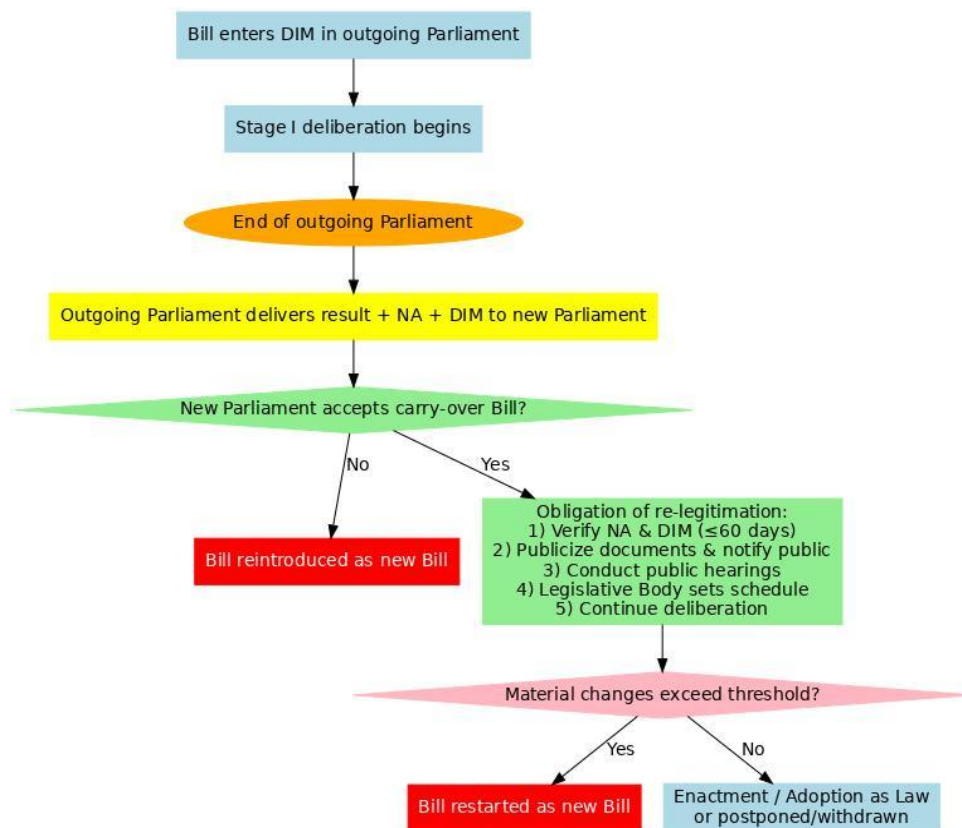 Bill enters DIM in outgoing Parliament
Stage I deliberation begins
End of outgoing Parliament
Outgoing Parliament delivers result + NA + DIM to new Parliament
New Parliament accepts carry-over Bill?
No
Yes
Bill reintroduced as new Bill
Obligation of re-legitimation:
1) Verify NA & DIM (≤60 days)
2) Publicize documents & notify public
3) Conduct public hearings
4) Legislative Body sets schedule
5) Continue deliberation
Material changes exceed threshold?
Yes
No
Bill restarted as new Bill
Enactment / Adoption as Law
or postponed/withdrawn